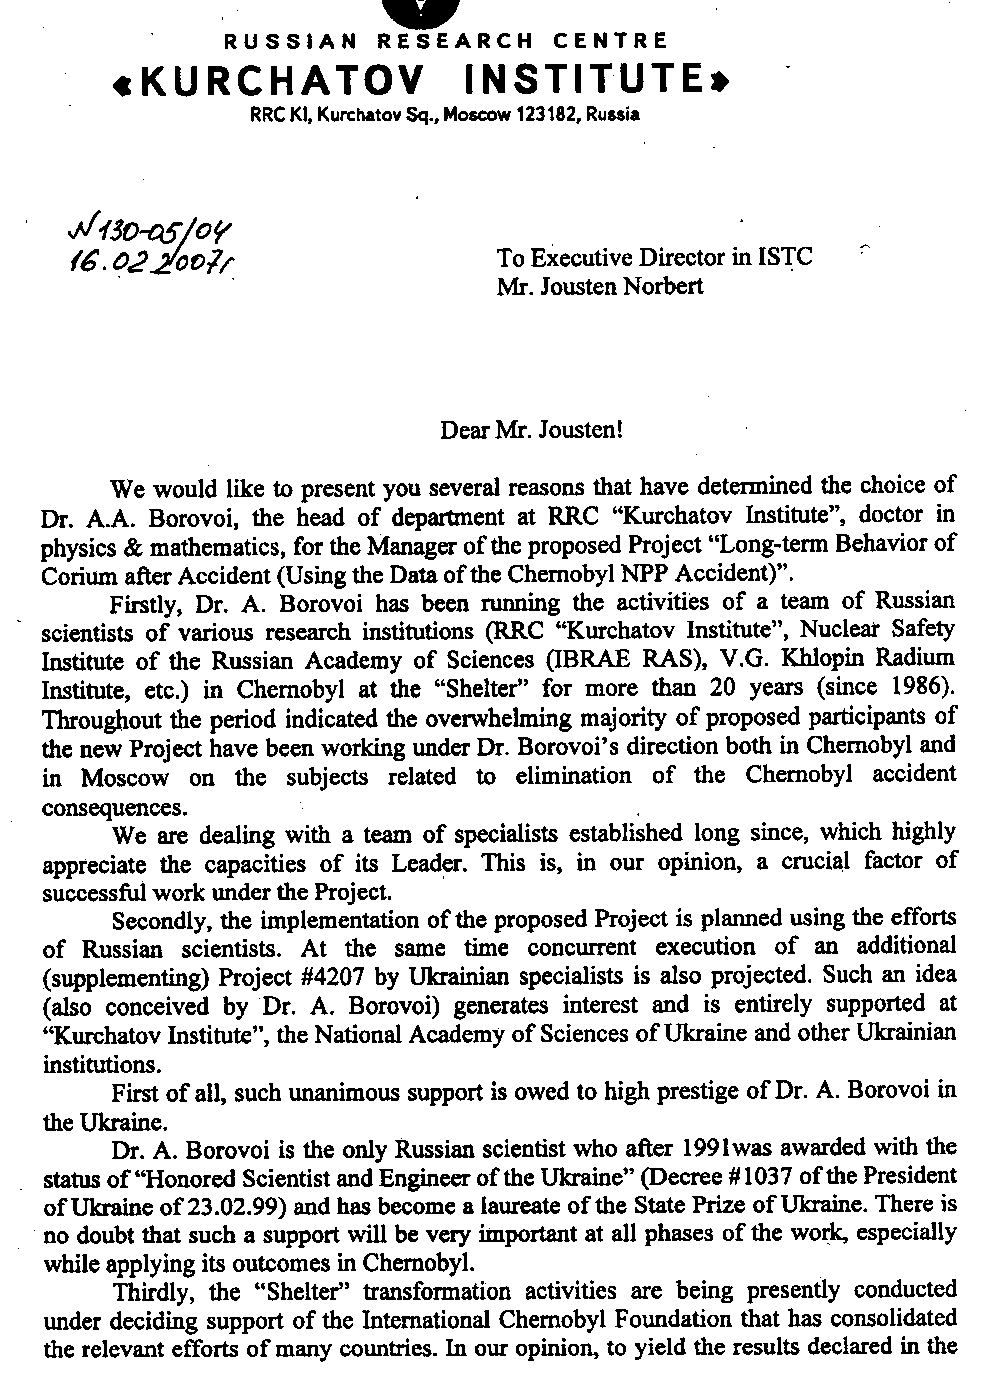 RUSSIAN RESEARCH CENTRE
«KURCHATOV INSTITUTE»
RRC KI, Kurchatov Sq., Moscow 123182, Russia
N130-05/04
16.02 2007г
To Executive Director in ISTC
Mr. Jousten Norbert
Dear Mr. Jousten!
We would like to present you several reasons that have determined the choice of
Dr. A.A. Borovoi, the head of department at RRC “Kurchatov Institute”, doctor in
physics & mathematics, for the Manager of the proposed Project “Long-term Behavior of
Corium after Accident (Using the Data of the Chernobyl NPP Accident)”.
Firstly, Dr. A. Borovoi has been running the activities of a team of Russian
scientists of various research institutions (RRC “Kurchatov Institute”, Nuclear Safety
Institute of the Russian Academy of Sciences (IBRAE RAS), V.G. Khlopin Radium
Institute, etc.) in Chernobyl at the “Shelter” for more than 20 years (since 1986).
Throughout the period indicated the overwhelming majority of proposed participants of
the new Project have been working under Dr. Borovoi’s direction both in Chernobyl and
in Moscow on the subjects related to elimination of the Chernobyl accident
consequences.
We are dealing with a team of specialists established long since, which highly
appreciate the capacities of its Leader. This is, in our opinion, a crucial factor of
successful work under the Project.
Secondly, the implementation of the proposed Project is planned using the efforts
of Russian scientists. At the same time concurrent execution of an additional
(supplementing) Project #4207 by Ukrainian specialists is also projected. Such an idea
(also conceived by Dr. A. Borovoi) generates interest and is entirely supported at
“Kurchatov Institute”, the National Academy of Sciences of Ukraine and other Ukrainian
institutions.
First of all, such unanimous support is owed to high prestige of Dr. A. Borovoi in
the Ukraine.
Dr. A. Borovoi is the only Russian scientist who after 1991was awarded with the
status of “Honored Scientist and Engineer of the Ukraine” (Decree #1037 of the President
of Ukraine of 23.02.99) and has become a laureate of the State Prize of Ukraine. There is
no doubt that such a support will be very important at all phases of the work, especially
while applying its outcomes in Chernobyl.
Thirdly, the “Shelter” transformation activities are being presently conducted
under deciding support of the International Chernobyl Foundation that has consolidated
the relevant efforts of many countries. In our opinion, to yield the results declared in the